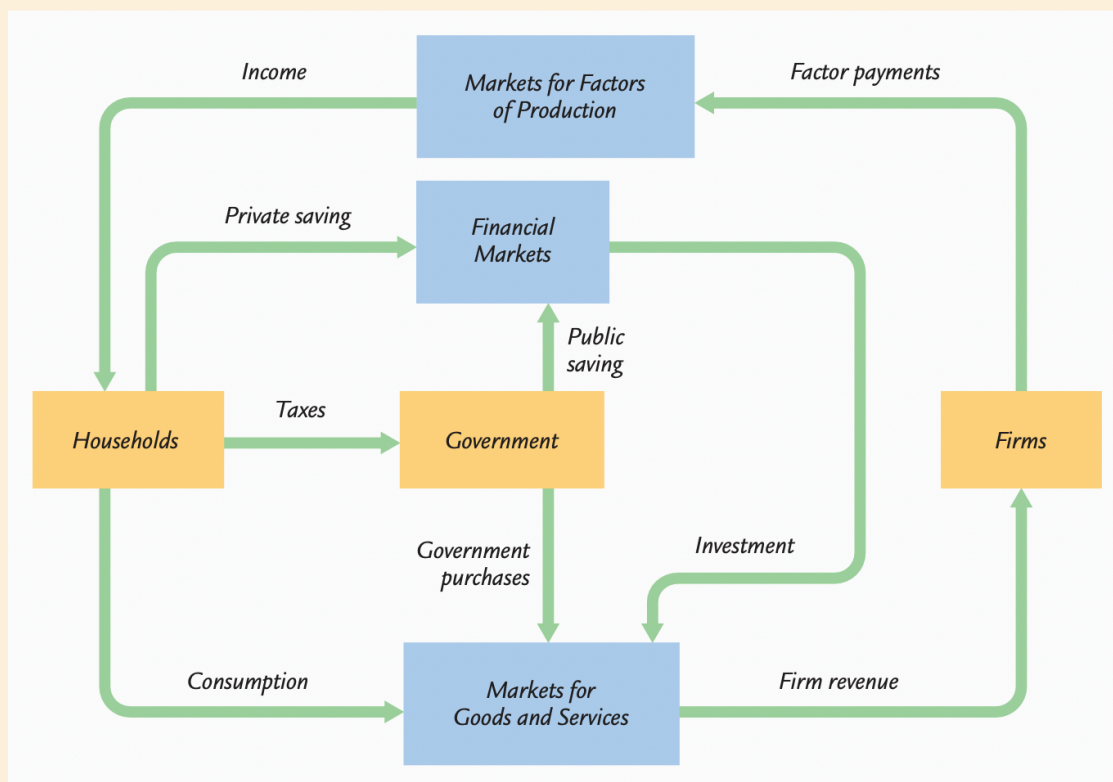 Income
Markets for Factors
of Production
Factor payments
Private saving
Financial
Markets
Public
saving
Households
Taxes
Government
Firms
Government
purchases
Investment
Consumption
Markets for
Goods and Services
Firm revenue